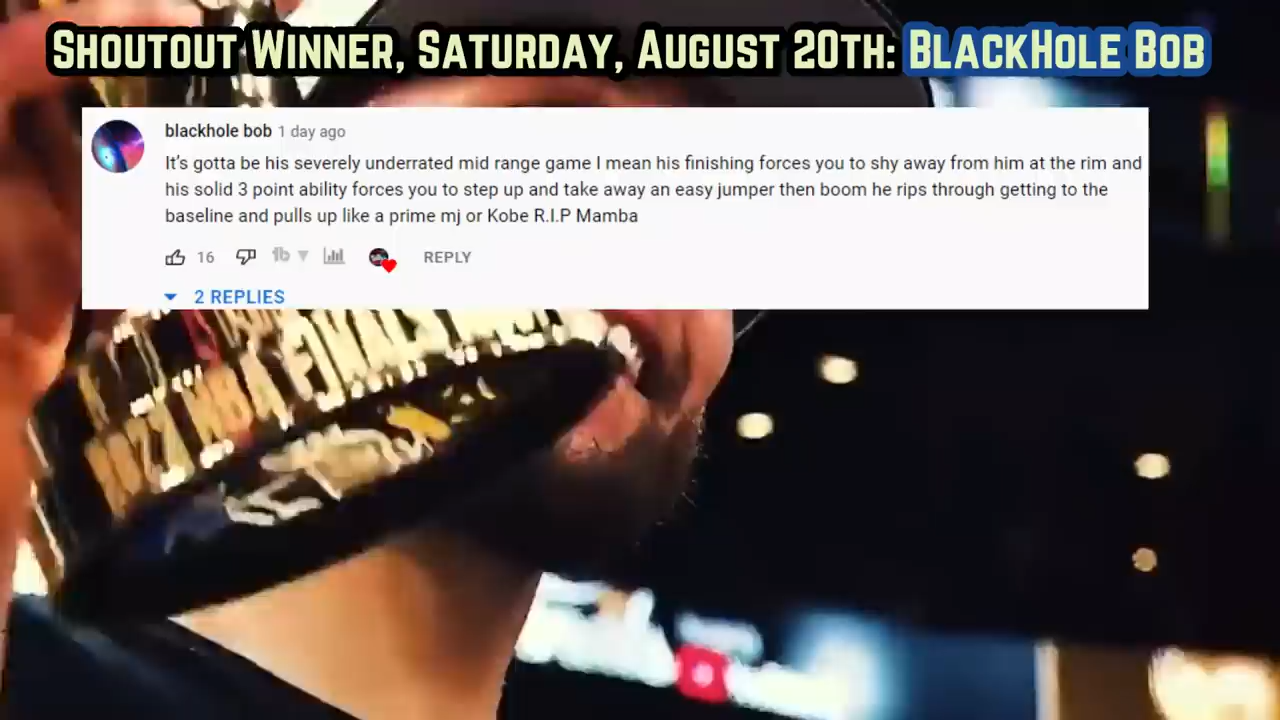 Shoutout Winner, Saturday, August 20th: BlackHole Bob
blackhole bob 1 day ago
It's gotta be his severely underrated mid range game I mean his finishing forces you to shy away from him at the rim and
his solid 3 point ability forces you to step up and take away an easy jumper then boom he rips through getting to the
baseline and pulls up like a prime mj or Kobe R.I.P Mamba
16
REPLY
2 REPLIES
NBA FINALS